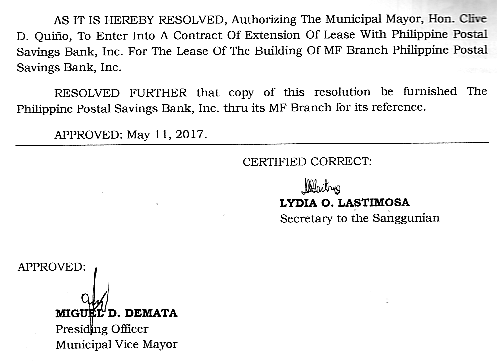 AS IT IS HEREBY RESOLVED, Authorizing The Municipal Mayor, Hon. Clive
D. Quiño, To Enter Into A Contract Of Extension Of Lease With Philippine Postal
Savings Bank, Inc. For The Lease Of The Building Of MF Branch Philippine Postal
Savings Bank, Inc.
RESOLVED FURTHER that copy of this resolution be furnished The
Philippine Postal Savings Bank, Inc. thru its MF Branch for its reference.
APPROVED: May 11, 2017.
CERTIFIED CORRECT:
LYDIA O. LASTIMOSA
Secretary to the Sanggunian
APPROVED:
MIGUEL D. DEMATA
Presiding Officer
Municipal Vice Mayor